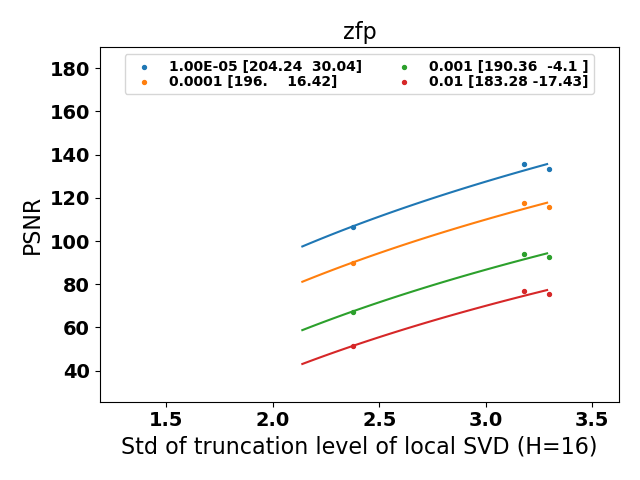 zfp
1.00E-05 [204.24  30.04]
0.0001 [196.    16.42]
0.001 [190.36  -4.1 ]
0.01 [183.28 -17.43]
180
160
140
120
100
80
60
40
PSNR
1.5 2.0 2.5 3.0 3.5
Std of truncation level of local SVD (H=16)